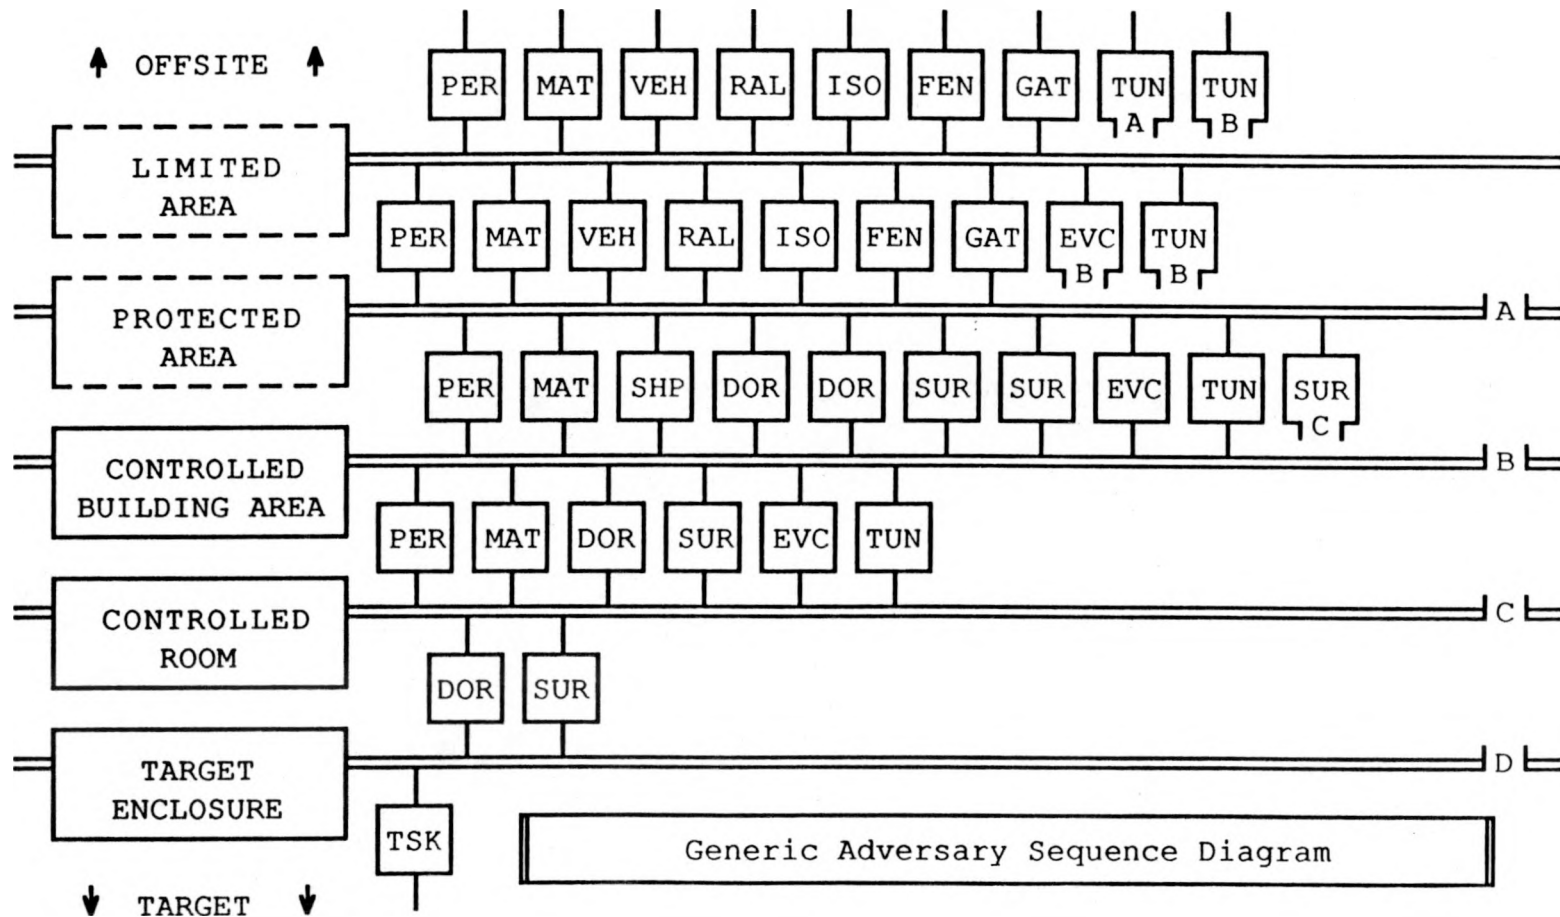 OFFSITE
PER MAT VEH RAL ISO FEN GAT TUN TUN
A B
LIMITED
AREA
PER MAT VEH RAL ISO FEN GAT EVC TUN
B B
PROTECTED
AREA
A
PER MAT SHP DOR DOR SUR SUR EVC TUN SUR
C
CONTROLLED
BUILDING AREA
B
PER MAT DOR SUR EVC TUN
CONTROLLED
ROOM
C
DOR SUR
TARGET
ENCLOSURE
D
TSK
Generic Adversary Sequence Diagram
TARGET